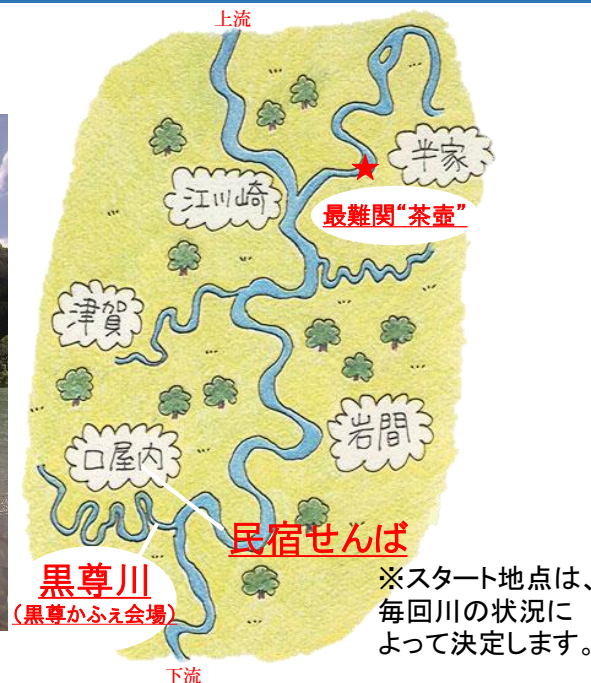 上流
半家
江川崎
最難関“茶壺”
津賀
岩間
口屋内
民宿せんば
黒尊川
(黒尊かふぇ会場)
※スタート地点は、
毎回川の状況に
よって決定します。
下流